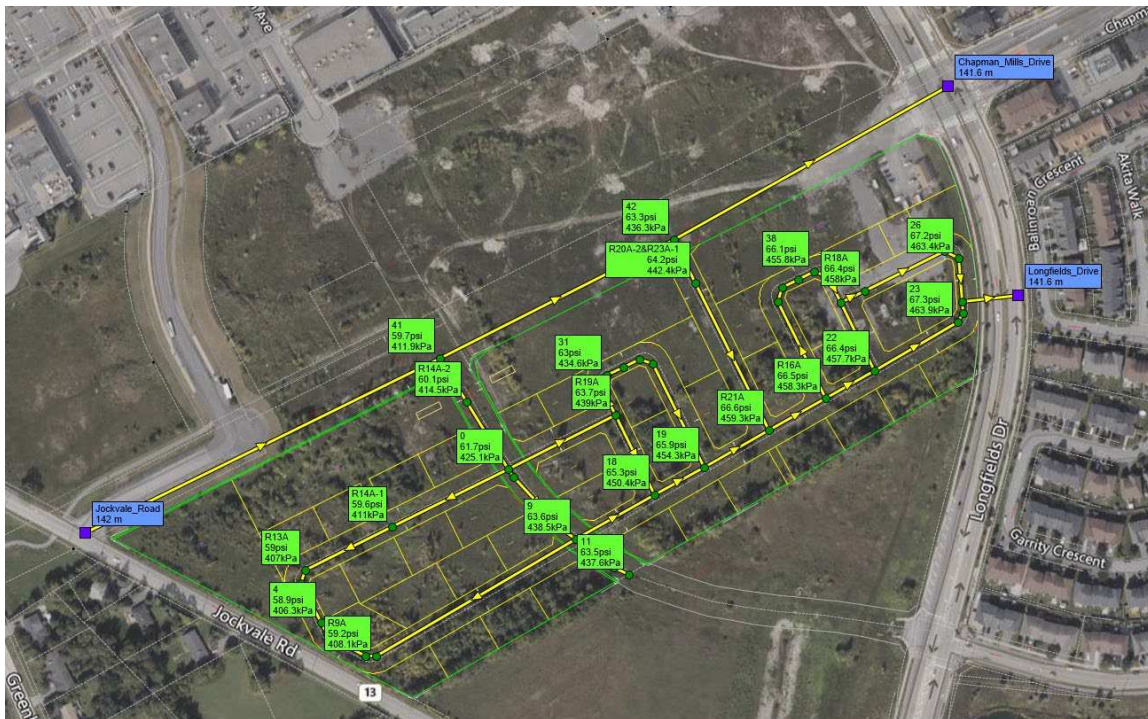 Ave
Chapm
Chapman_Mills_Drive
141.6 m
Balinroan Crescent
Akita Walk
42
63.3psi
436.3kPa
R20A-2&R23A-1
64.2psi
442.4kPa
38
66.1psi
455.8kPa
R18A
66.4psi
458kPa
26
67.2psi
463.4kPa
Longfields_Drive
141.6 m
23
67.3psi
463.9kPa
41
59.7psi
411.9kPa
R14A-2
60.1psi
414.5kPa
31
63psi
434.6kPa
R19A
63.7psi
439kPa
22
66.4psi
457.7kPa
R16A
66.5psi
458.3kPa
R21A
66.6psi
459.3kPa
0
61.7psi
425.1kPa
19
65.9psi
454.3kPa
18
65.3psi
450.4kPa
Longfields Dr
R14A-1
59.6psi
411kPa
Jockvale_Road
142 m
9
63.6psi
438.5kPa
11
63.5psi
437.6kPa
R13A
59psi
407kPa
Garrity Crescent
4
58.9psi
406.3kPa
R9A
59.2psi
408.1kPa
Jockvale Rd
13
Green